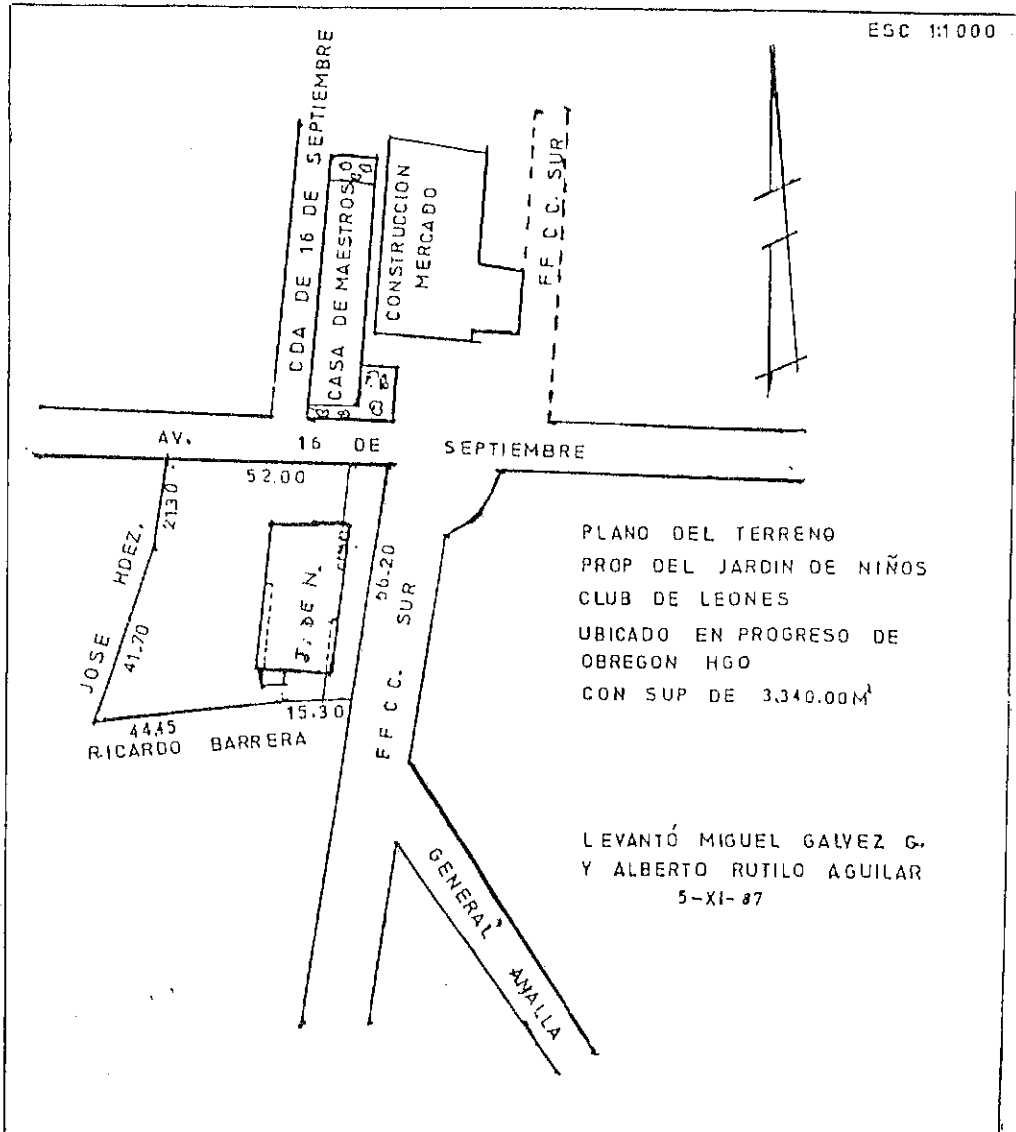 ESC 1:1000
CDA DE 16 DE SEPTIEMBRE
CASA DE MAESTROS
CONSTRUCCION
MERCADO
FF C C. SUR
AV. 16 DE SEPTIEMBRE
52.00
21.30
JOSE HDEZ.
41.70
J. DE N.
56.20
FF C C. SUR
15.30
44.45
RICARDO BARRERA
PLANO DEL TERRENO
PROP DEL JARDIN DE NIÑOS
CLUB DE LEONES
UBICADO EN PROGRESO DE
OBREGON HGO
CON SUP DE 3,340.00M²
GENERAL ANALLA
LEVANTÓ MIGUEL GALVEZ G.
Y ALBERTO RUTILO AGUILAR
5-XI-87